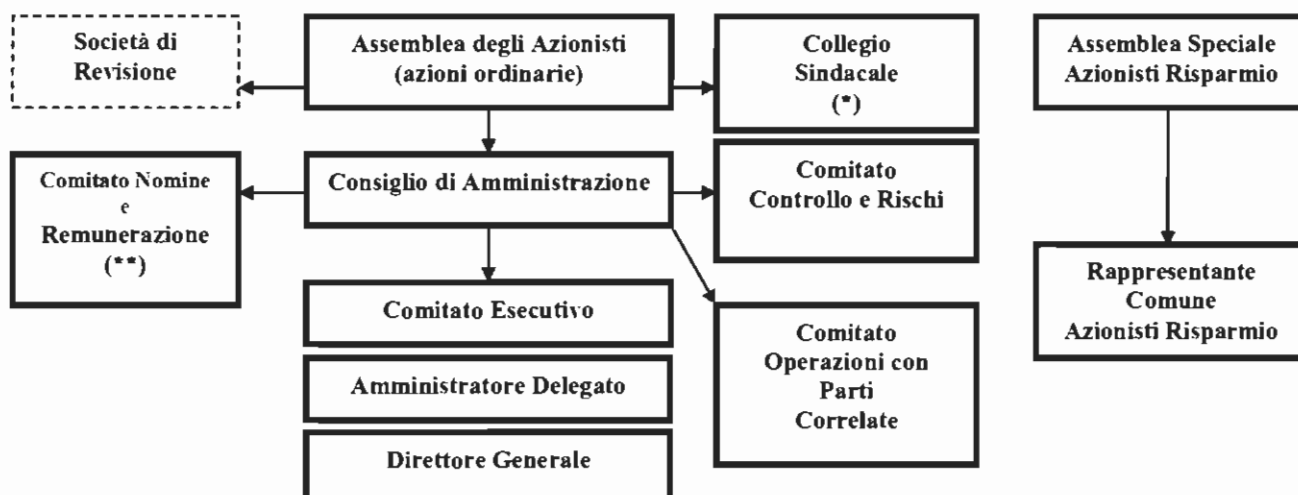 Società di
Revisione
Assemblea degli Azionisti
(azioni ordinarie)
Collegio
Sindacale
(*)
Assemblea Speciale
Azionisti Risparmio
Comitato Nomine
e
Remunerazione
(**)
Consiglio di Amministrazione
Comitato
Controllo e Rischi
Rappresentante
Comune
Azionisti Risparmio
Comitato Esecutivo
Comitato
Operazioni con
Parti
Correlate
Amministratore Delegato
Direttore Generale